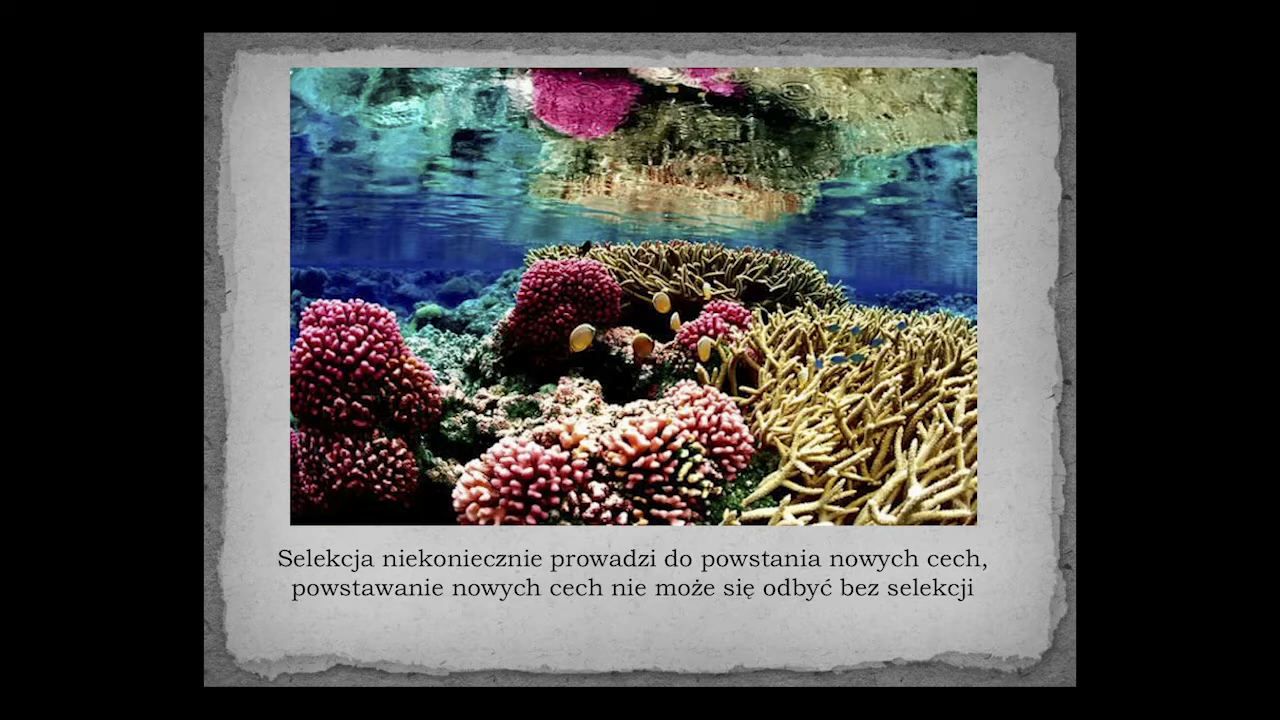 Selekcja niekoniecznie prowadzi do powstania nowych cech,
powstawanie nowych cech nie może się odbyć bez selekcji